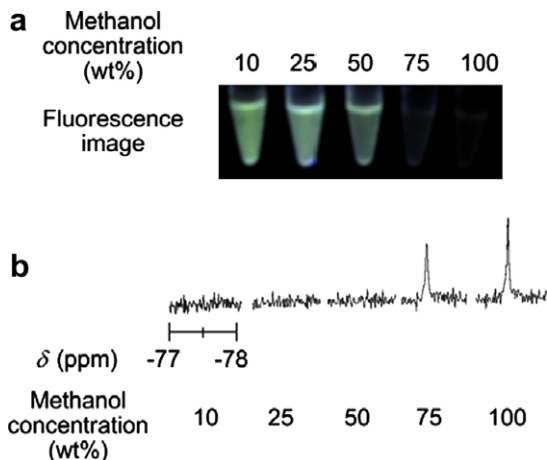 a
Methanol
concentration
(wt%)
10 25 50 75 100
Fluorescence
image
b
δ (ppm)
-77 -78
Methanol
concentration
(wt%)
10 25 50 75 100